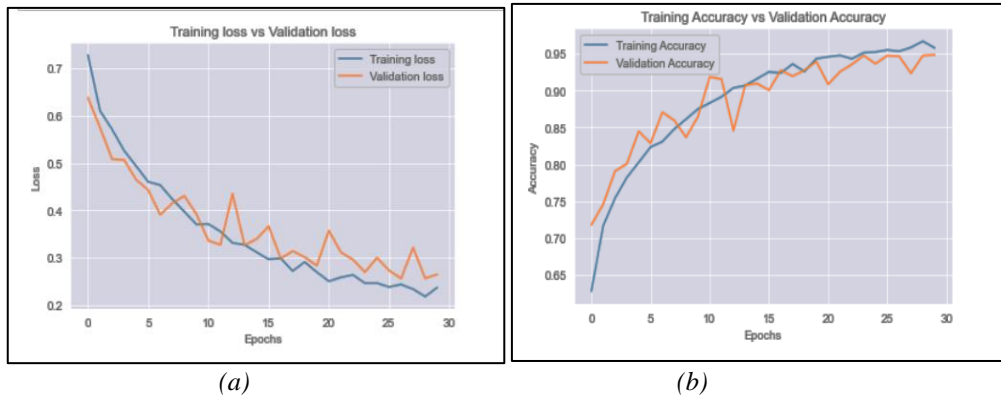 Training loss vs Validation loss
Training loss
Validation loss
0.7
0.6
0.5
0.4
0.3
0.2
Loss
0 5 10 15 20 25 30
Epochs
(a)
Training Accuracy vs Validation Accuracy
Training Accuracy
Validation Accuracy
0.95
0.90
0.85
0.80
0.75
0.70
0.65
Accuracy
0 5 10 15 20 25 30
Epochs
(b)